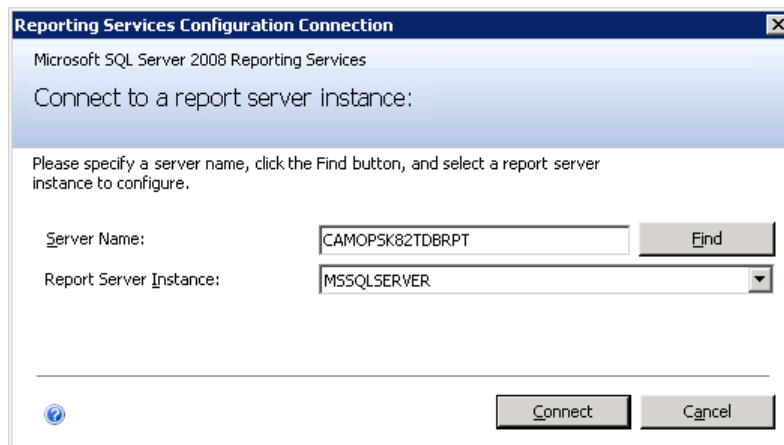 Reporting Services Configuration Connection
Microsoft SQL Server 2008 Reporting Services
Connect to a report server instance:
Please specify a server name, click the Find button, and select a report server
instance to configure.
Server Name: CAMOPSK82TDBRPT Find
Report Server Instance: MSSQLSERVER
Connect Cancel